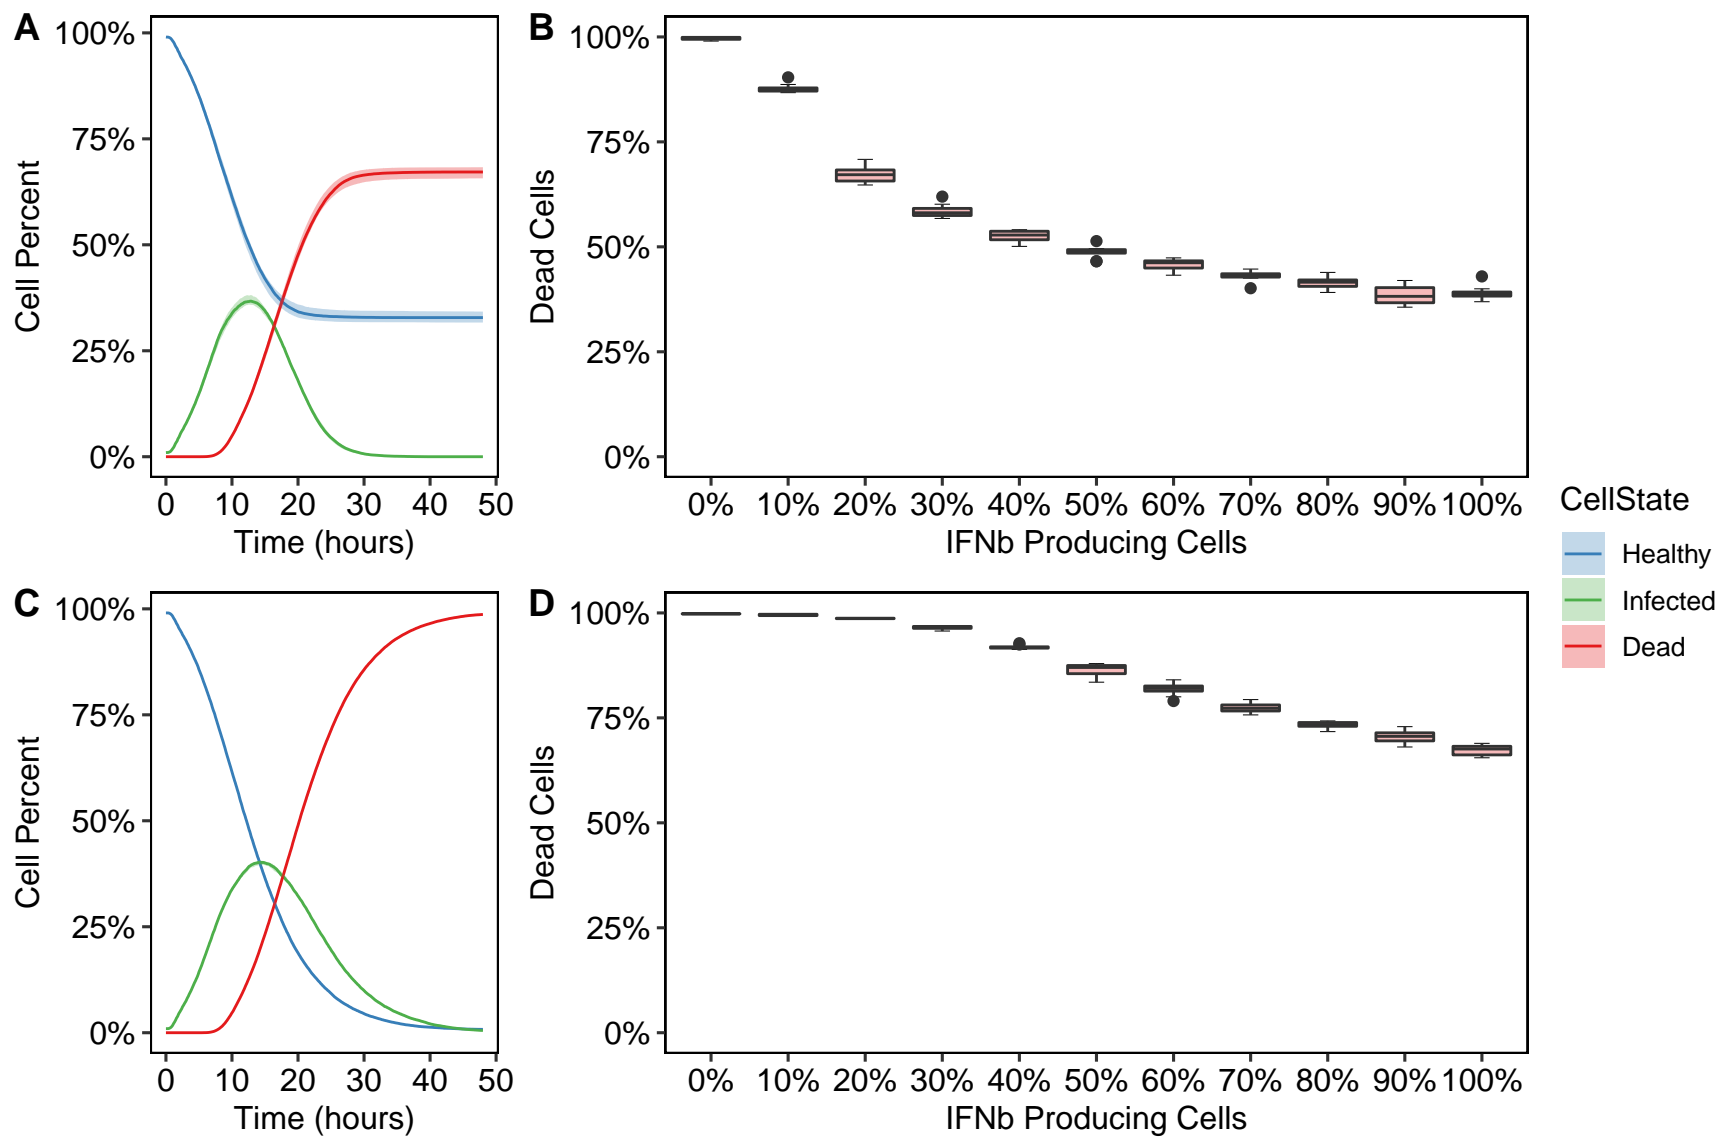 A
100%
75%
50%
25%
0%
Cell Percent
0 10 20 30 40 50
Time (hours)
B
100%
75%
50%
25%
0%
Dead Cells
0% 10% 20% 30% 40% 50% 60% 70% 80% 90% 100%
IFNb Producing Cells
C
100%
75%
50%
25%
0%
Cell Percent
0 10 20 30 40 50
Time (hours)
D
100%
75%
50%
25%
0%
Dead Cells
0% 10% 20% 30% 40% 50% 60% 70% 80% 90% 100%
IFNb Producing Cells
CellState
Healthy
Infected
Dead